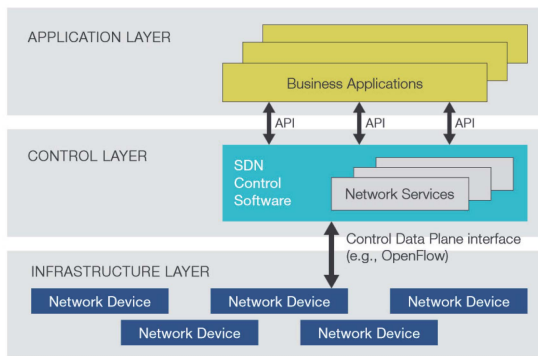 APPLICATION LAYER
Business Applications
API
API
API
CONTROL LAYER
SDN
Control
Software
Network Services
Control Data Plane interface
(e.g., OpenFlow)
INFRASTRUCTURE LAYER
Network Device
Network Device
Network Device
Network Device
Network Device